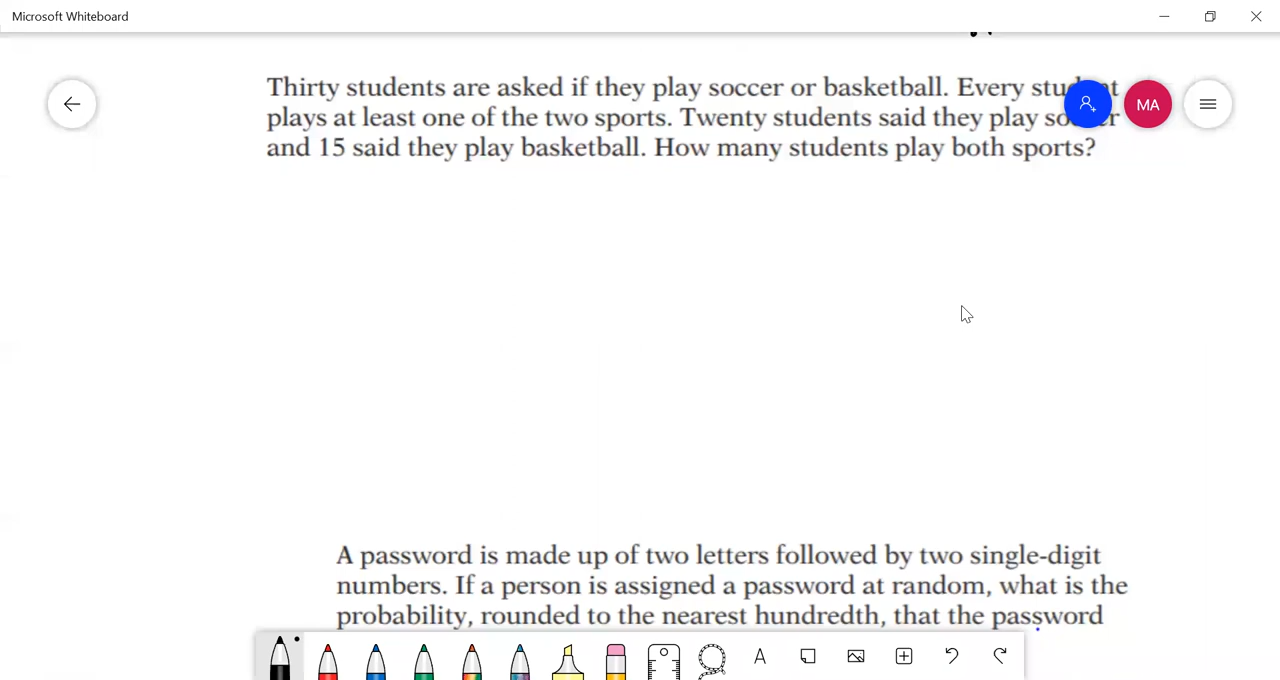 Microsoft Whiteboard
Thirty students are asked if they play soccer or basketball. Every student
plays at least one of the two sports. Twenty students said they play soccer
MA
and 15 said they play basketball. How many students play both sports?
A password is made up of two letters followed by two single-digit
numbers. If a person is assigned a password at random, what is the
probability, rounded to the nearest hundredth, that the password
A